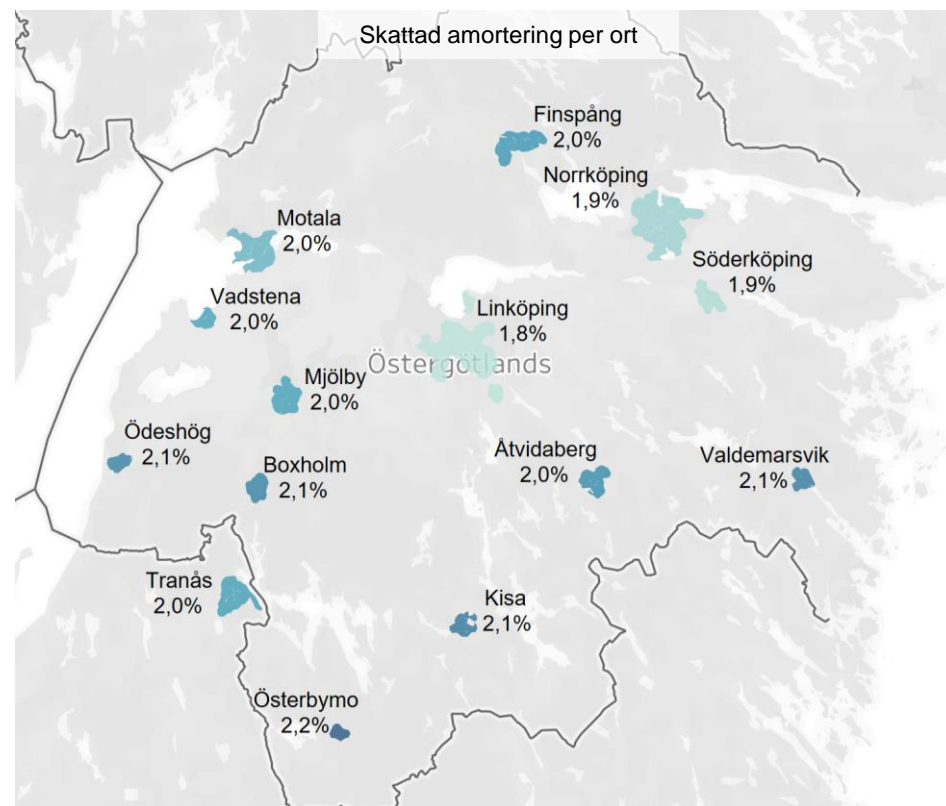 Skattad amortering per ort
Finspång
2,0%
Norrköping
1,9%
Motala
2,0%
Söderköping
1,9%
Vadstena
2,0%
Linköping
1,8%
Östergötlands
Mjölby
2,0%
Ödeshög
2,1%
Boxholm
2,1%
Åtvidaberg
2,0%
Valdemarsvik
2,1%
Tranås
2,0%
Kisa
2,1%
Österbymo
2,2%